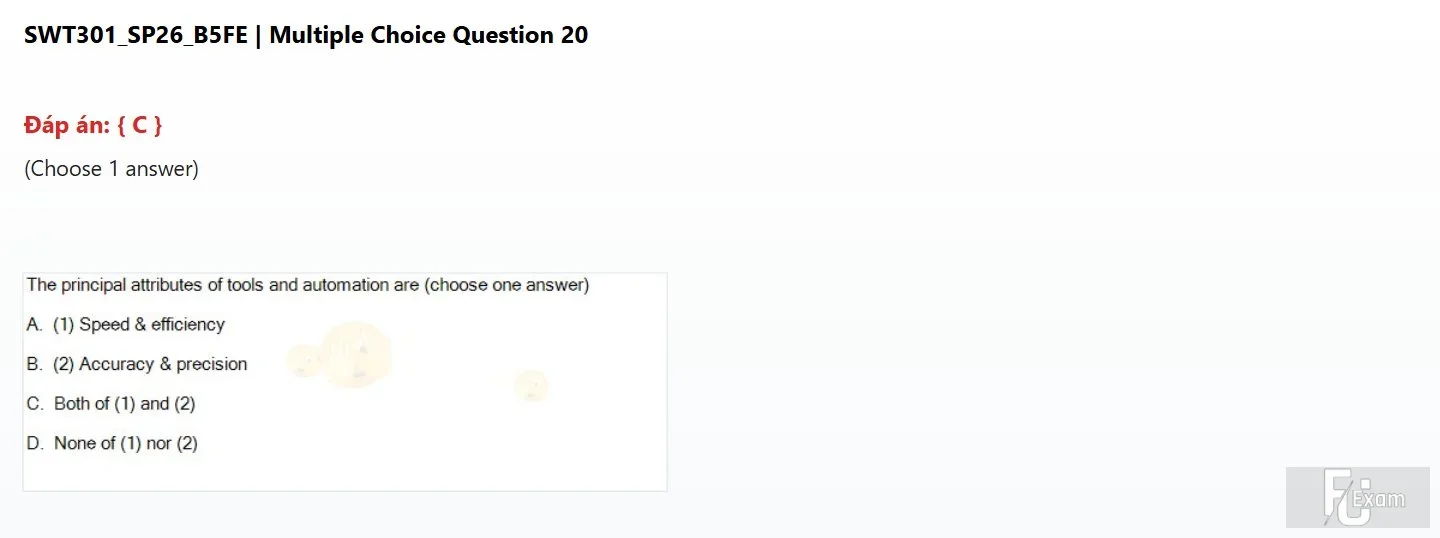 SWT301_SP26_B5FE | Multiple Choice Question 20
Đáp án: { C }
(Choose 1 answer)
The principal attributes of tools and automation are (choose one answer)
A. (1) Speed & efficiency
B. (2) Accuracy & precision
C. Both of (1) and (2)
D. None of (1) nor (2)
FU Exam